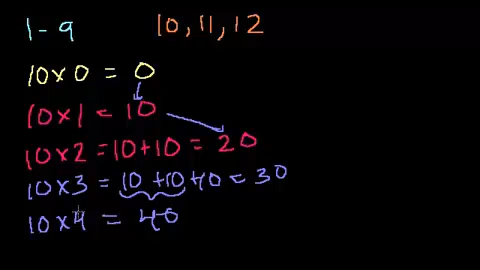 1-9 10, 11, 12
10×0 = 0
10×1 = 10
10×2 = 10+10 = 20
10×3 = 10+10+10 = 30
10×4 = 40